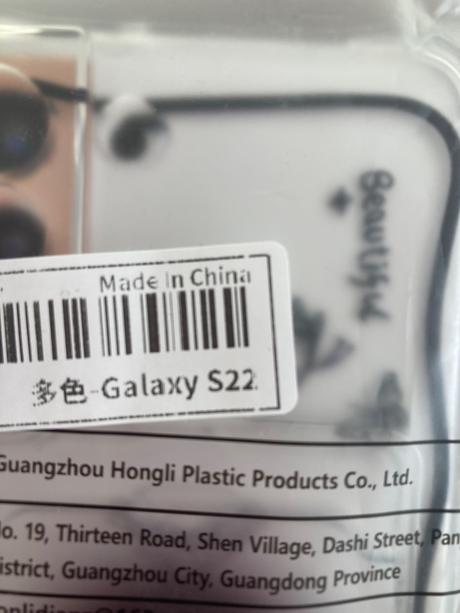 Beautiful
Made In China
多色-Galaxy S22
Guangzhou Hongli Plastic Products Co., Ltd.
No. 19, Thirteen Road, Shen Village, Dashi Street, Pan
istrict, Guangzhou City, Guangdong Province